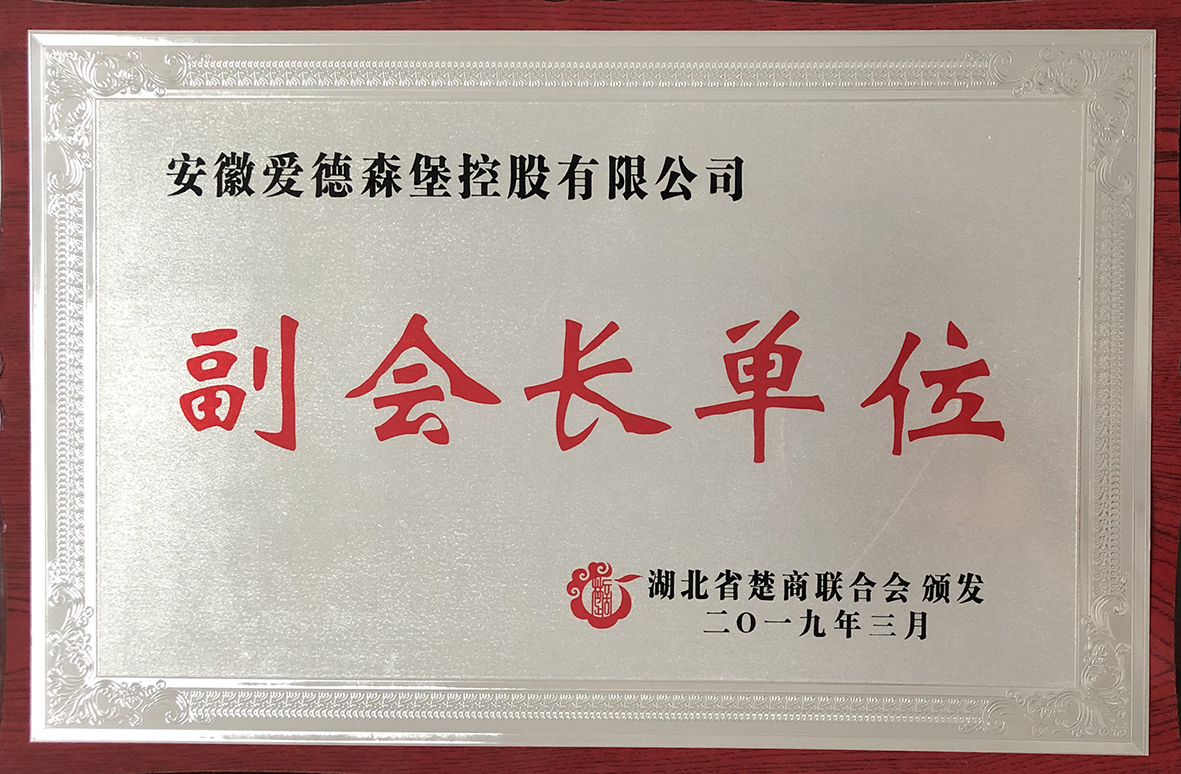 安徽爱德森堡控股有限公司
副会长单位
湖北省楚商联合会 颁发
二〇一九年三月